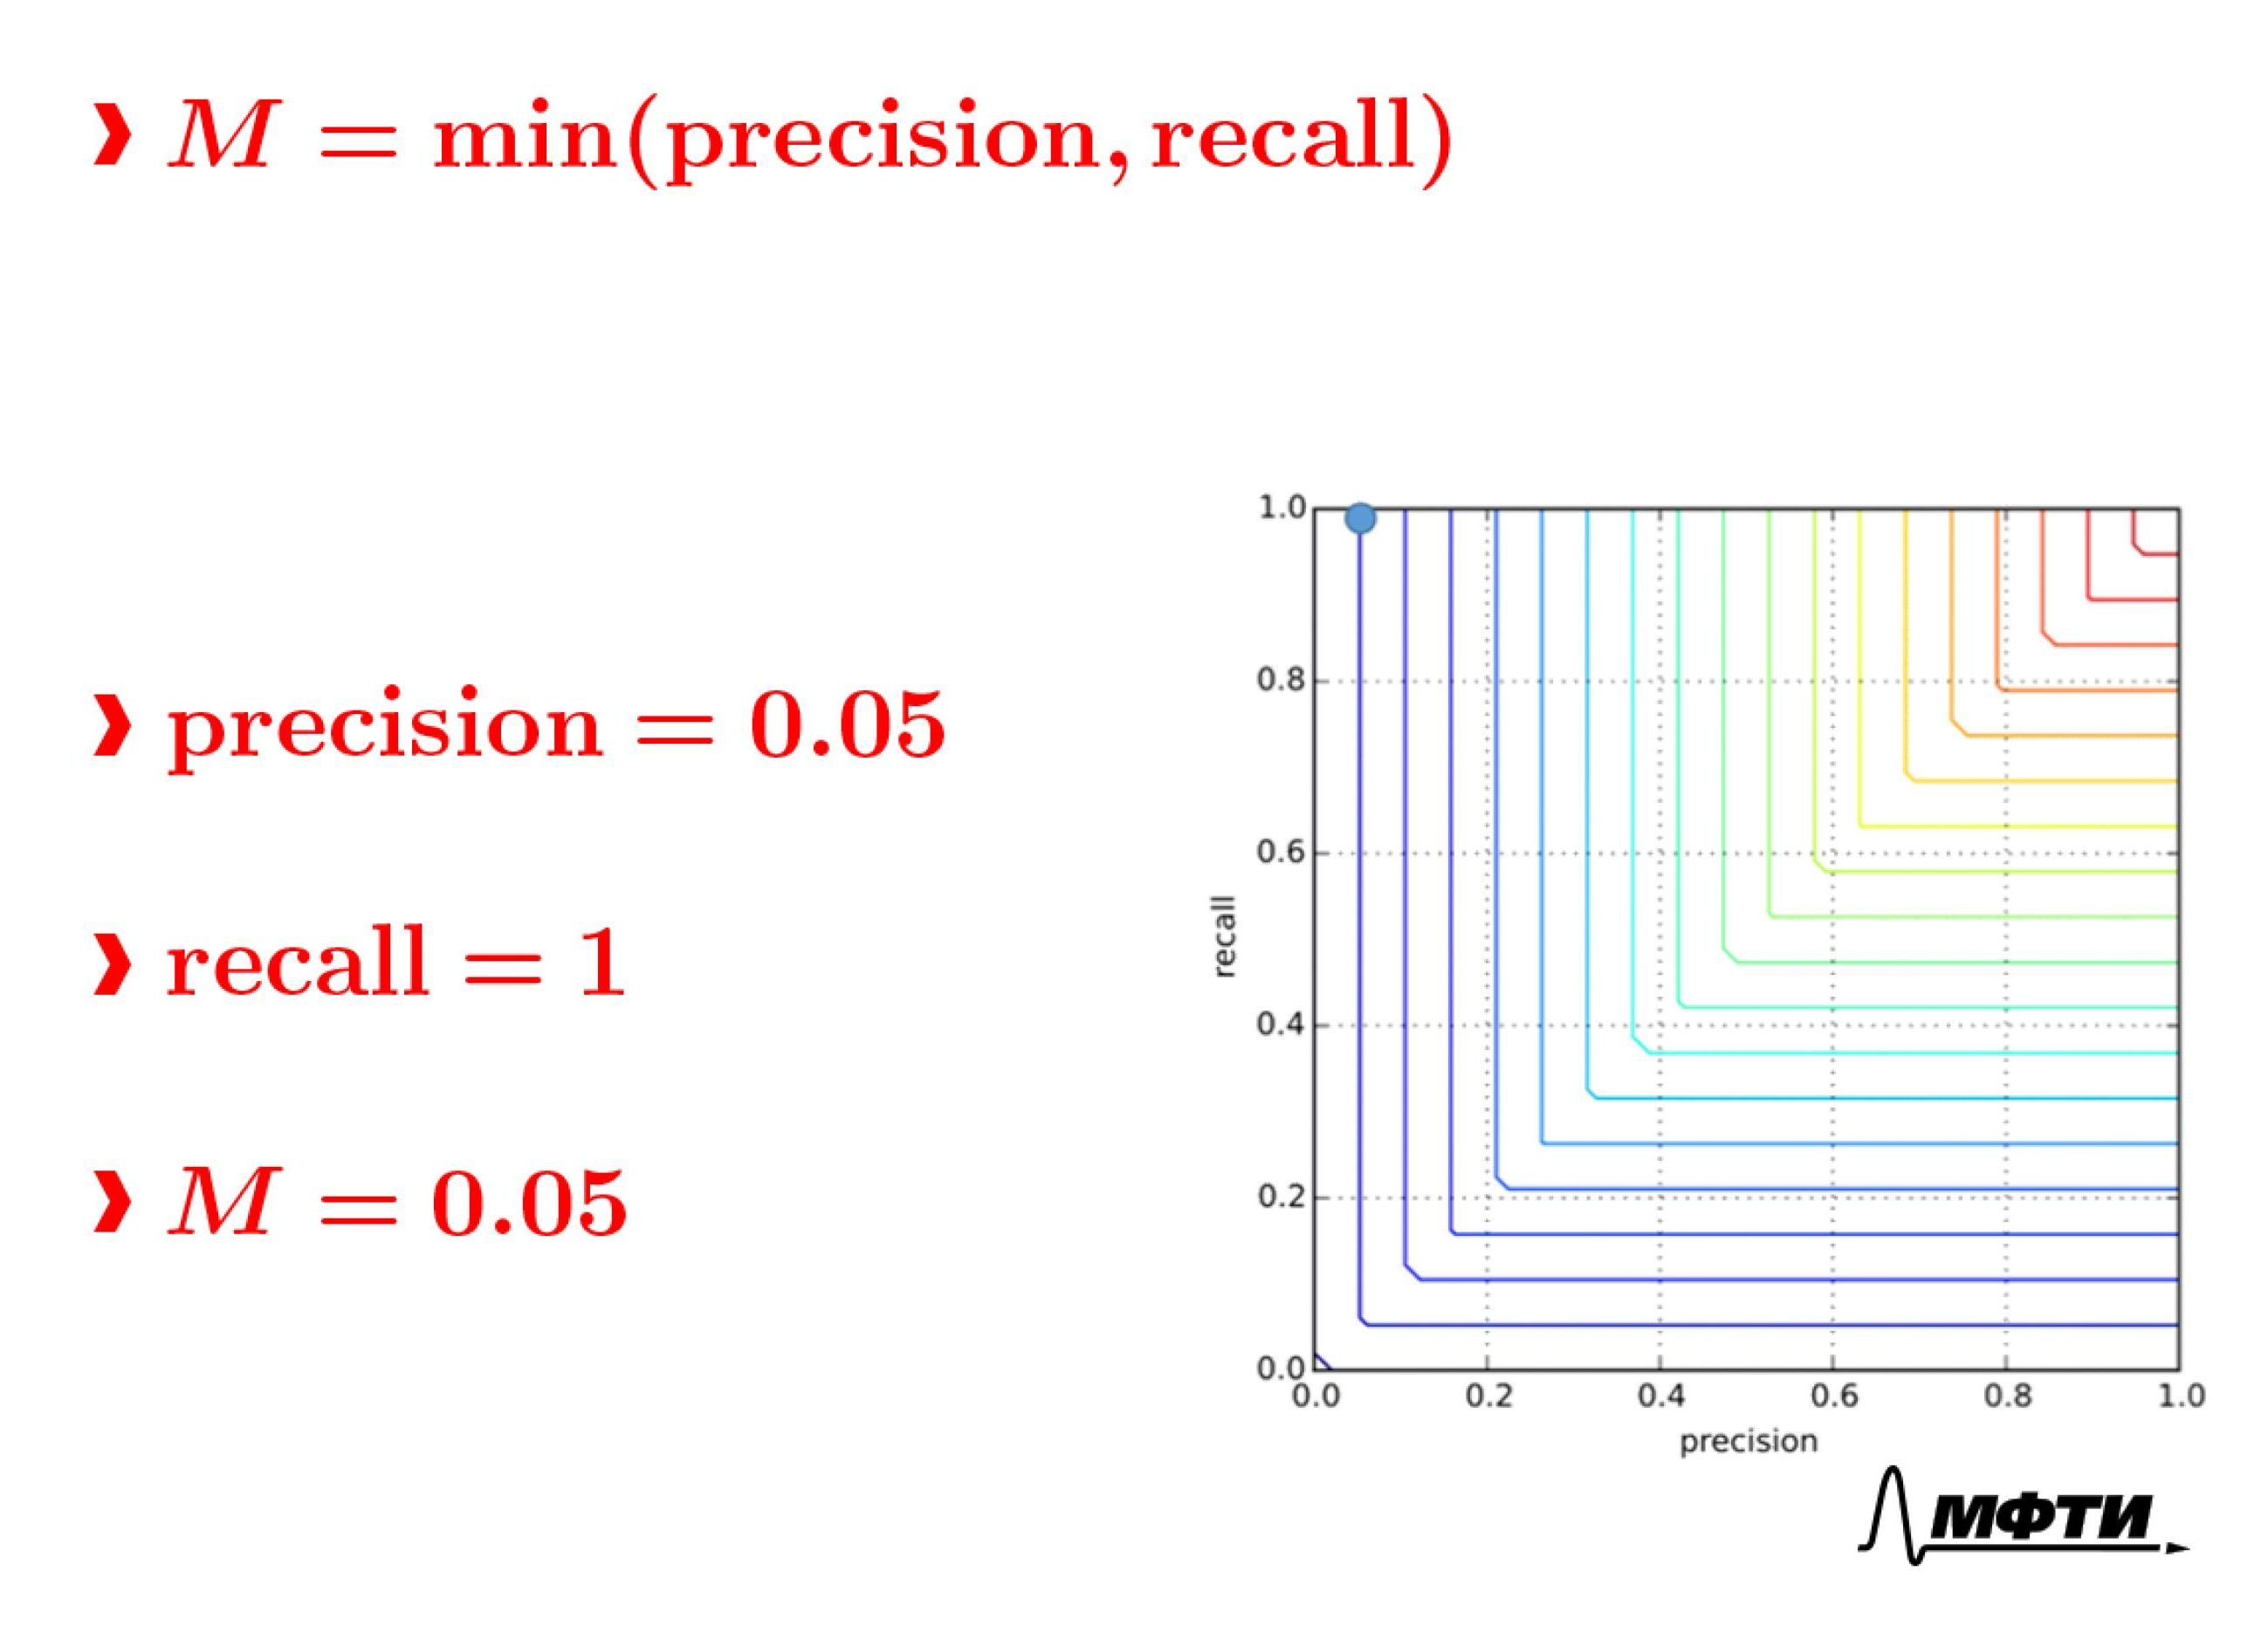 ❯ M = min(precision, recall)
❯ precision = 0.05
❯ recall = 1
❯ M = 0.05
1.0
0.8
0.6
0.4
0.2
0.0
recall
0.0 0.2 0.4 0.6 0.8 1.0
precision
МФТИ